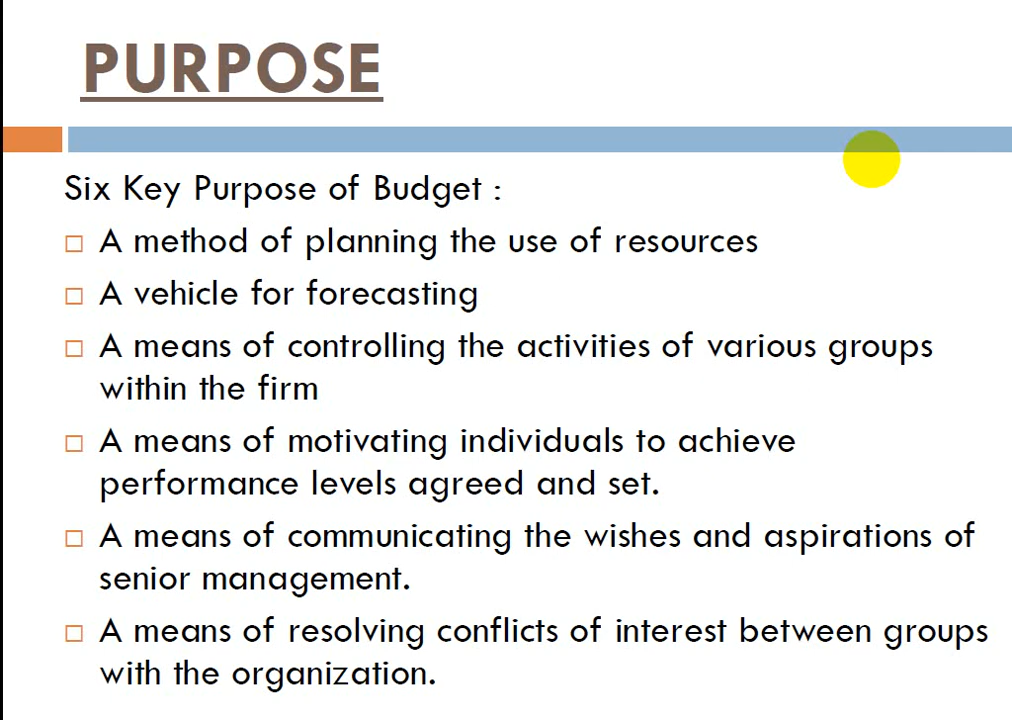 PURPOSE
Six Key Purpose of Budget :
A method of planning the use of resources
A vehicle for forecasting
A means of controlling the activities of various groups
within the firm
A means of motivating individuals to achieve
performance levels agreed and set.
A means of communicating the wishes and aspirations of
senior management.
A means of resolving conflicts of interest between groups
with the organization.